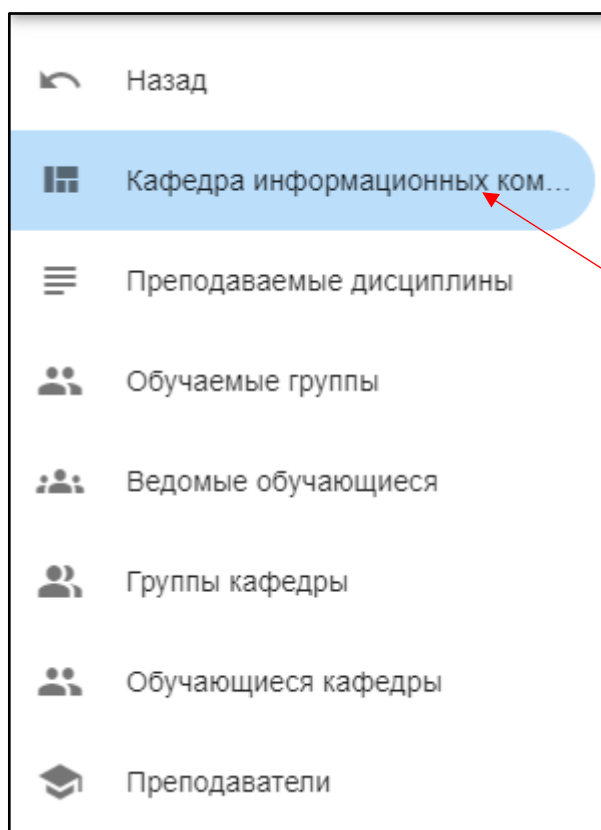 Назад
Кафедра информационных ком...
Преподаваемые дисциплины
Обучаемые группы
Ведомые обучающиеся
Группы кафедры
Обучающиеся кафедры
Преподаватели